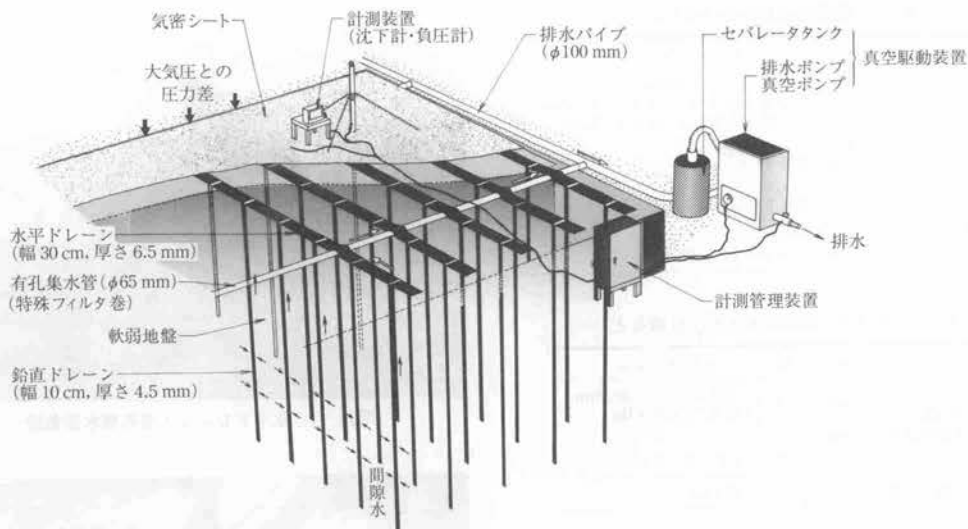 気密シート
計測装置
(沈下計・負圧計)
排水パイプ
(φ100 mm)
セパレータタンク
排水ポンプ
真空ポンプ
真空駆動装置
大気圧との
圧力差
水平ドレーン
(幅 30 cm, 厚さ 6.5 mm)
有孔集水管(φ65 mm)
(特殊フィルタ巻)
軟弱地盤
鉛直ドレーン
(幅 10 cm, 厚さ 4.5 mm)
間隙水
排水
計測管理装置